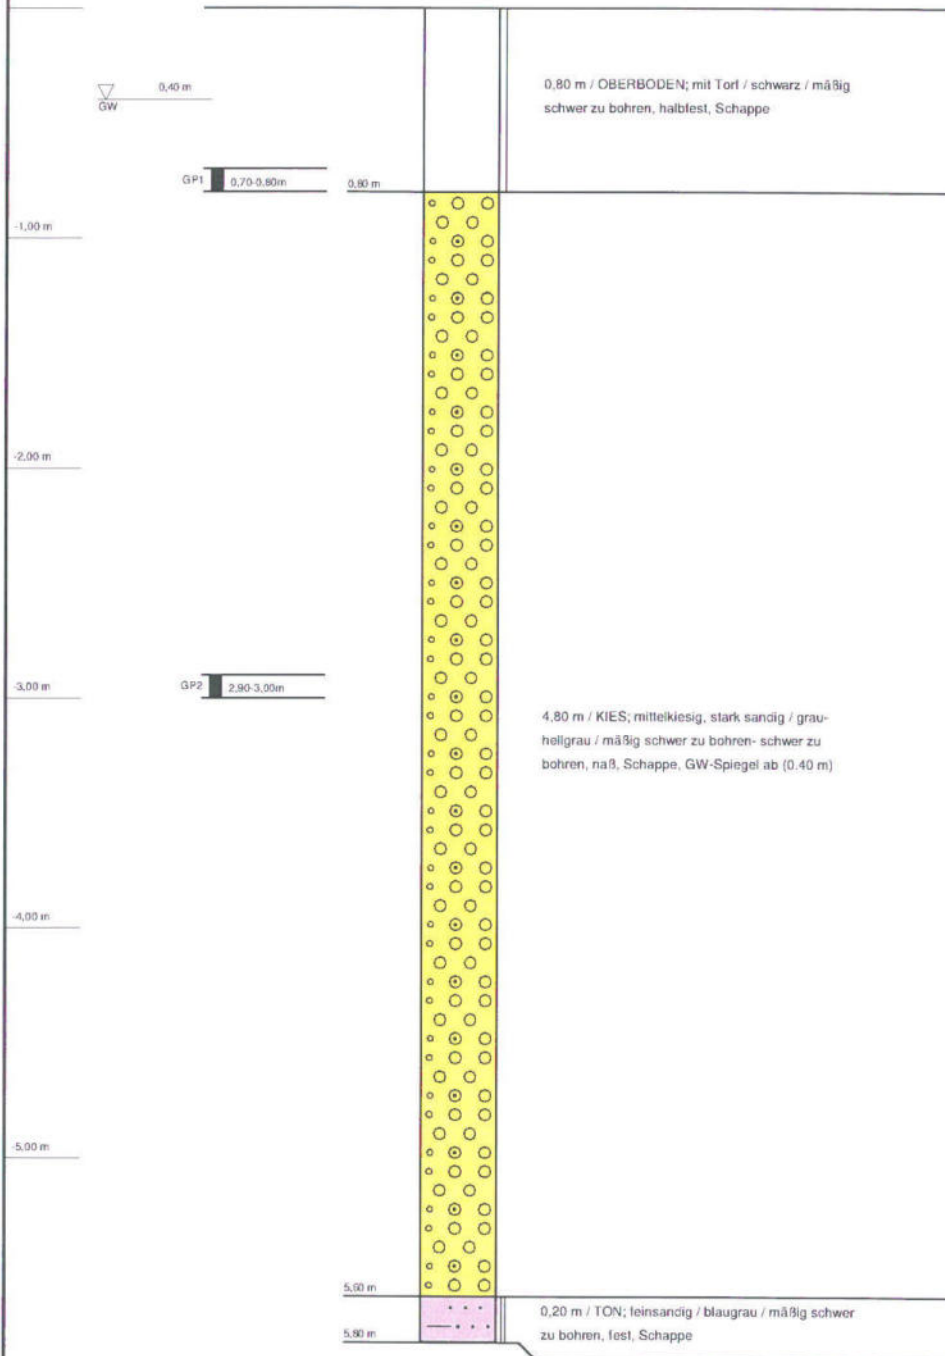 0,40 m
GW
0,80 m / OBERBODEN; mit Torf / schwarz / mäßig
schwer zu bohren, halbfest, Schappe
GP1 0,70-0,80m
0,80 m
-1,00 m
-2,00 m
GP2 2,90-3,00m
-3,00 m
4,80 m / KIES; mittelkiesig, stark sandig / grau-
hellgrau / mäßig schwer zu bohren- schwer zu
bohren, naß, Schappe, GW-Spiegel ab (0.40 m)
-4,00 m
-5,00 m
5,60 m
0,20 m / TON; feinsandig / blaugrau / mäßig schwer
zu bohren, fest, Schappe
5,80 m